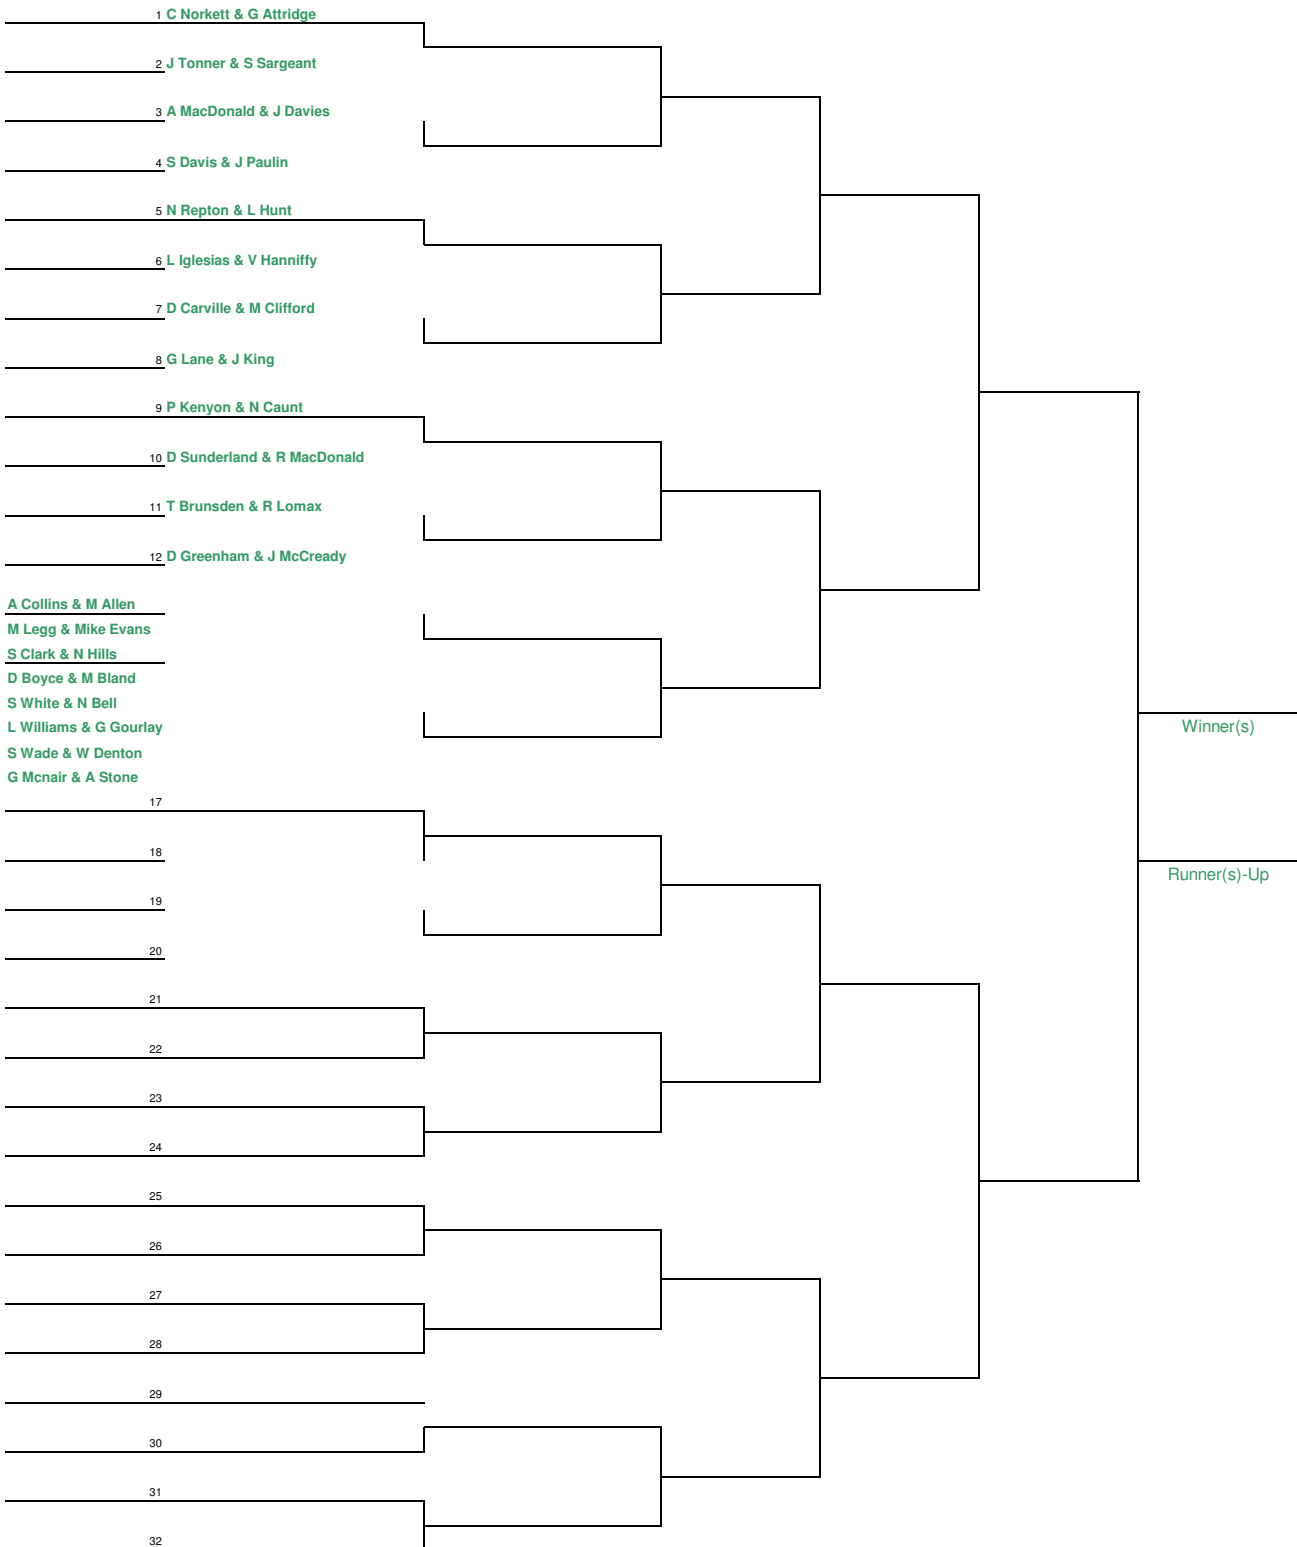 1 C Norkett & G Attridge
2 J Tonner & S Sargeant
3 A MacDonald & J Davies
4 S Davis & J Paulin
5 N Repton & L Hunt
6 L Iglesias & V Hanniffy
7 D Carville & M Clifford
8 G Lane & J King
9 P Kenyon & N Caunt
10 D Sunderland & R MacDonald
11 T Brunsden & R Lomax
12 D Greenham & J McCready
A Collins & M Allen
M Legg & Mike Evans
S Clark & N Hills
D Boyce & M Bland
S White & N Bell
L Williams & G Gourlay
Winner(s)
S Wade & W Denton
G Mcnair & A Stone
17
18
Runner(s)-Up
19
20
21
22
23
24
25
26
27
28
29
30
31
32